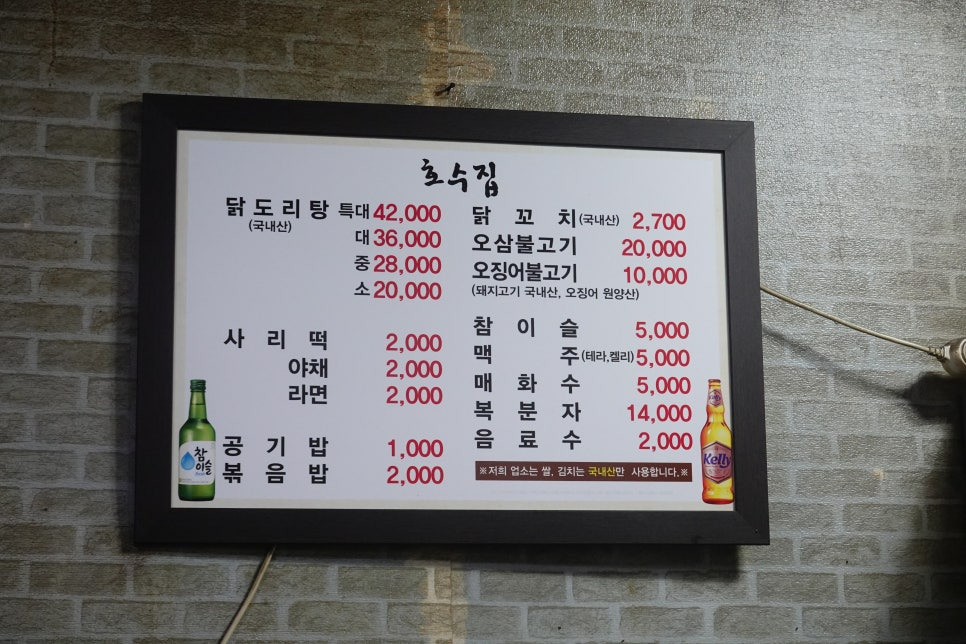 호수집
닭도리탕 특대 42,000
(국내산)
대 36,000
중 28,000
소 20,000
사리떡 2,000
야채 2,000
라면 2,000
공기밥 1,000
볶음밥 2,000
닭꼬치(국내산) 2,700
오삼불고기 20,000
오징어불고기 10,000
(돼지고기 국내산, 오징어 원양산)
참이슬 5,000
맥주(테라,켈리) 5,000
매화수 5,000
복분자 14,000
음료수 2,000
※저희 업소는 쌀, 김치는 국내산만 사용합니다.※
참이슬
Kelly